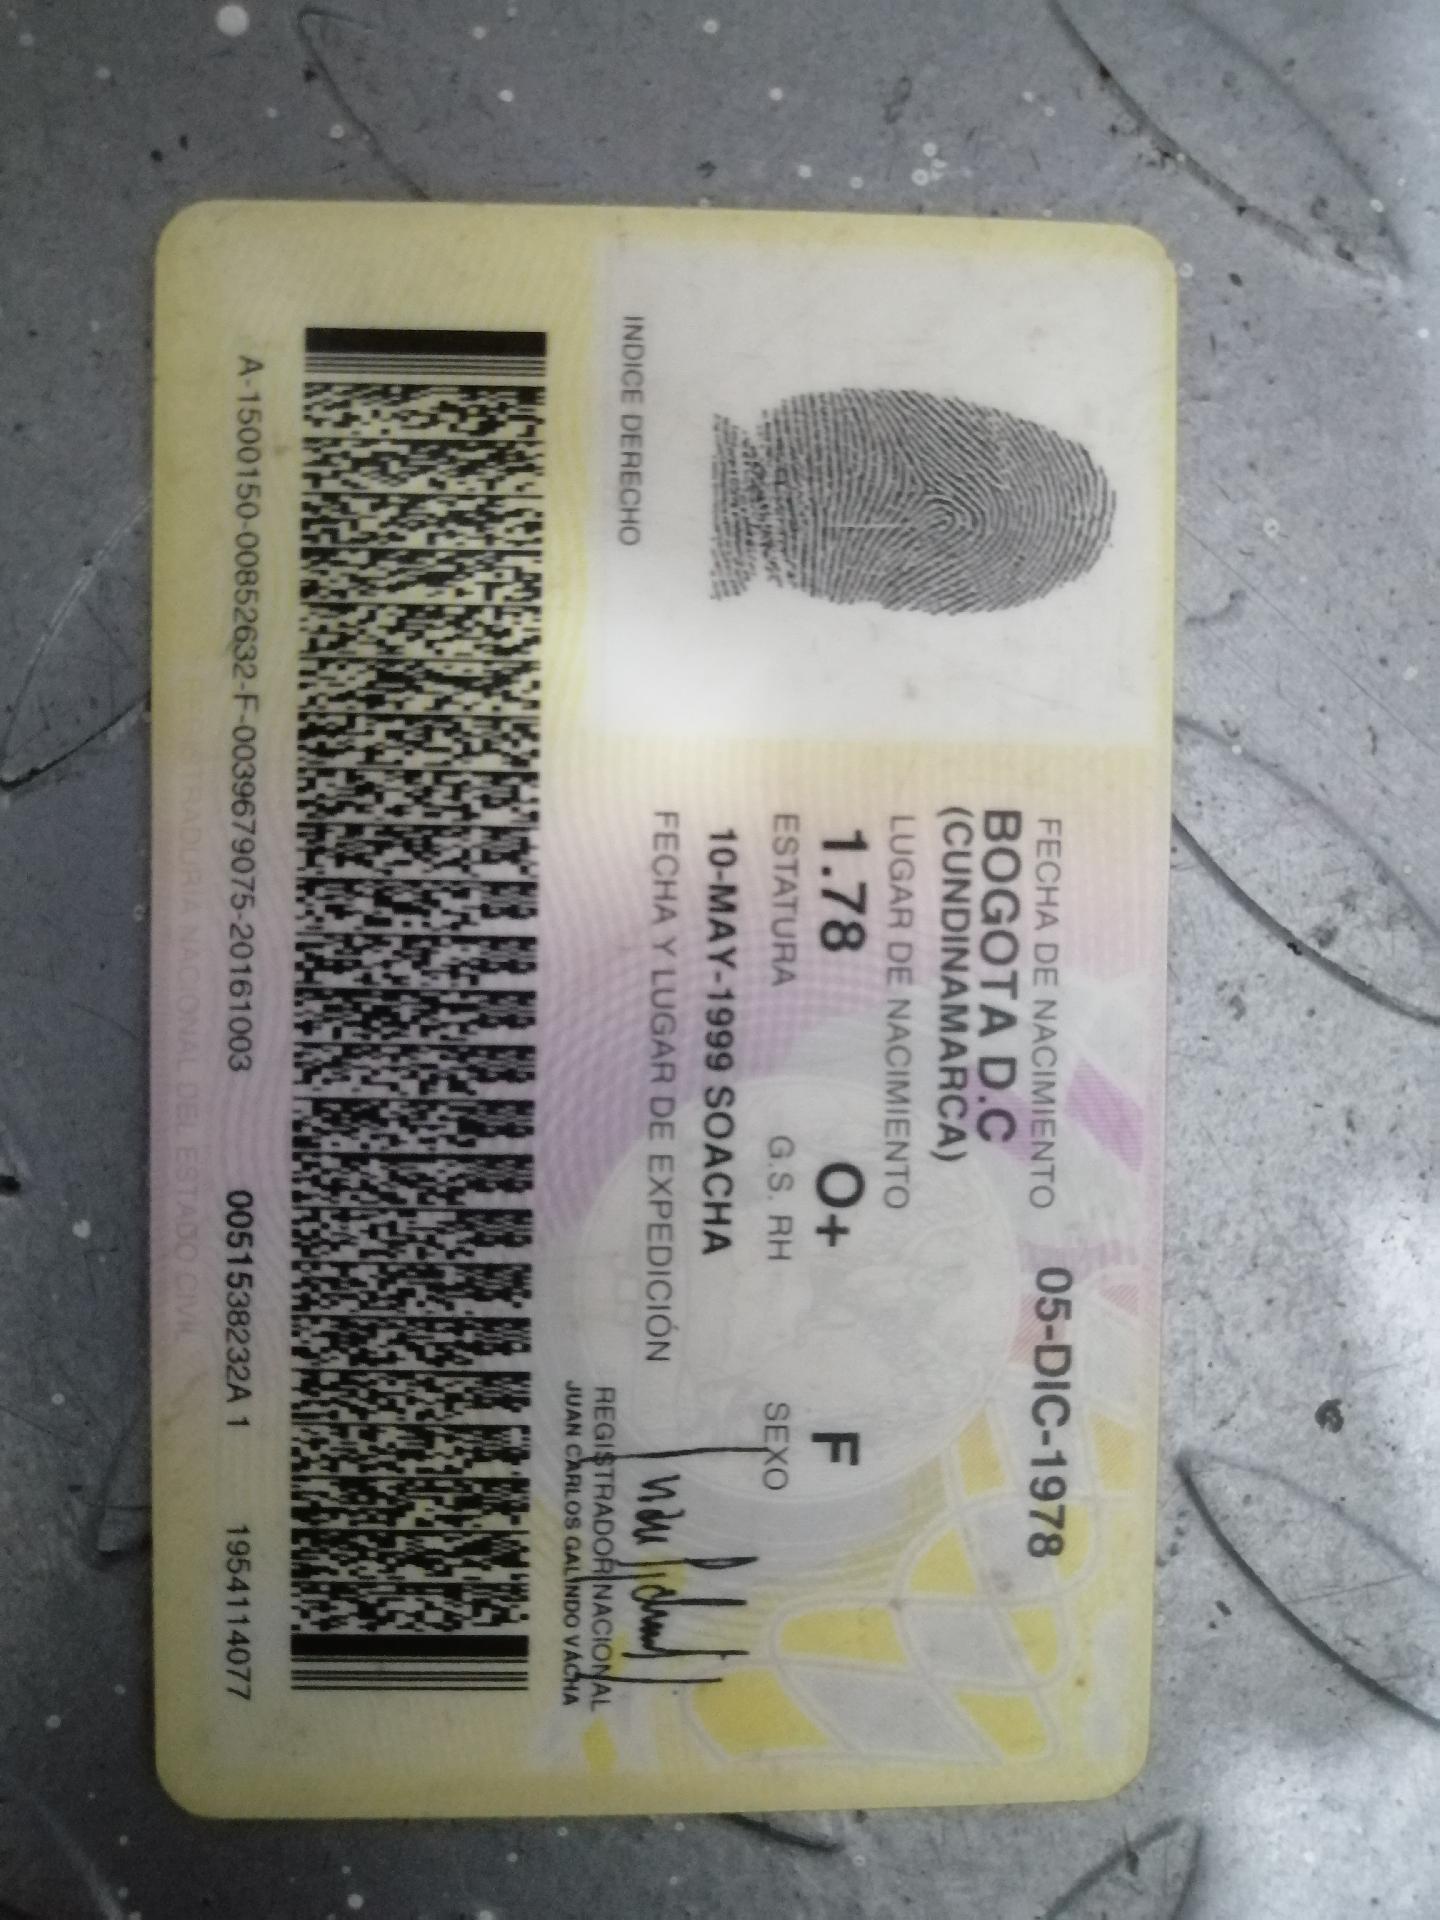 FECHA DE NACIMIENTO 05-DIC-1978
BOGOTA D.C
(CUNDINAMARCA)
LUGAR DE NACIMIENTO
1.78 O+ F
ESTATURA G.S. RH SEXO
10-MAY-1999 SOACHA
FECHA Y LUGAR DE EXPEDICIÓN
INDICE DERECHO
REGISTRADOR NACIONAL
JUAN CARLOS GALINDO VÁCHA
A-1500150-00852632-F-0039679075-20161003 0051538232A 1 1954114077
REGISTRADURIA NACIONAL DEL ESTADO CIVIL